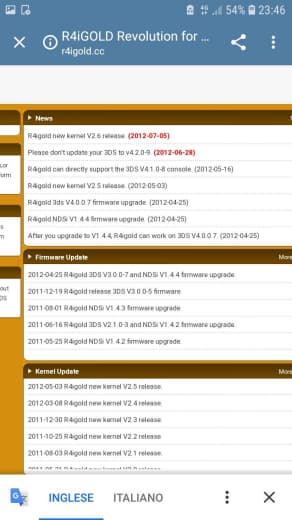 54% 23:46
R4iGOLD Revolution for ...
r4igold.cc
News
R4igold new kernel V2.6 release. (2012-07-05)
Please don't update your 3DS to v4.2.0-9. (2012-06-28)
R4igold can directly support the 3DS V4.1.0-8 console. (2012-05-16)
R4igold new kernel V2.5 release. (2012-05-03)
R4igold 3ds V4.0.0.7 firmware upgrade. (2012-04-25)
R4igold NDSi V1.4.4 firmware upgrade. (2012-04-25)
After you upgrade to V1.4.4, R4igold can work on 3DS V4.0.0.7. (2012-04-25)
Firmware Update More
2012-04-25 R4igold 3DS V3.0.0-7 and NDSi V1.4.4 firmware upgrade
2011-12-19 R4igold release 3DS V3.0.0-5 firmware
2011-08-01 R4igold NDSi V1.4.3 firmware upgrade.
2011-06-16 R4igold 3DS V2.1.0-3 and NDSi V1.4.2 firmware upgrade
2011-05-25 R4igold NDSi V1.4.2 firmware upgrade.
Kernel Update More
2012-05-03 R4igold new kernel V2.5 release.
2012-03-08 R4igold new kernel V2.4 release.
2011-12-30 R4igold new kernel V2.3 release.
2011-10-25 R4igold new kernel V2.2 release.
2011-08-03 R4igold new kernel V2.1 release.
INGLESE ITALIANO